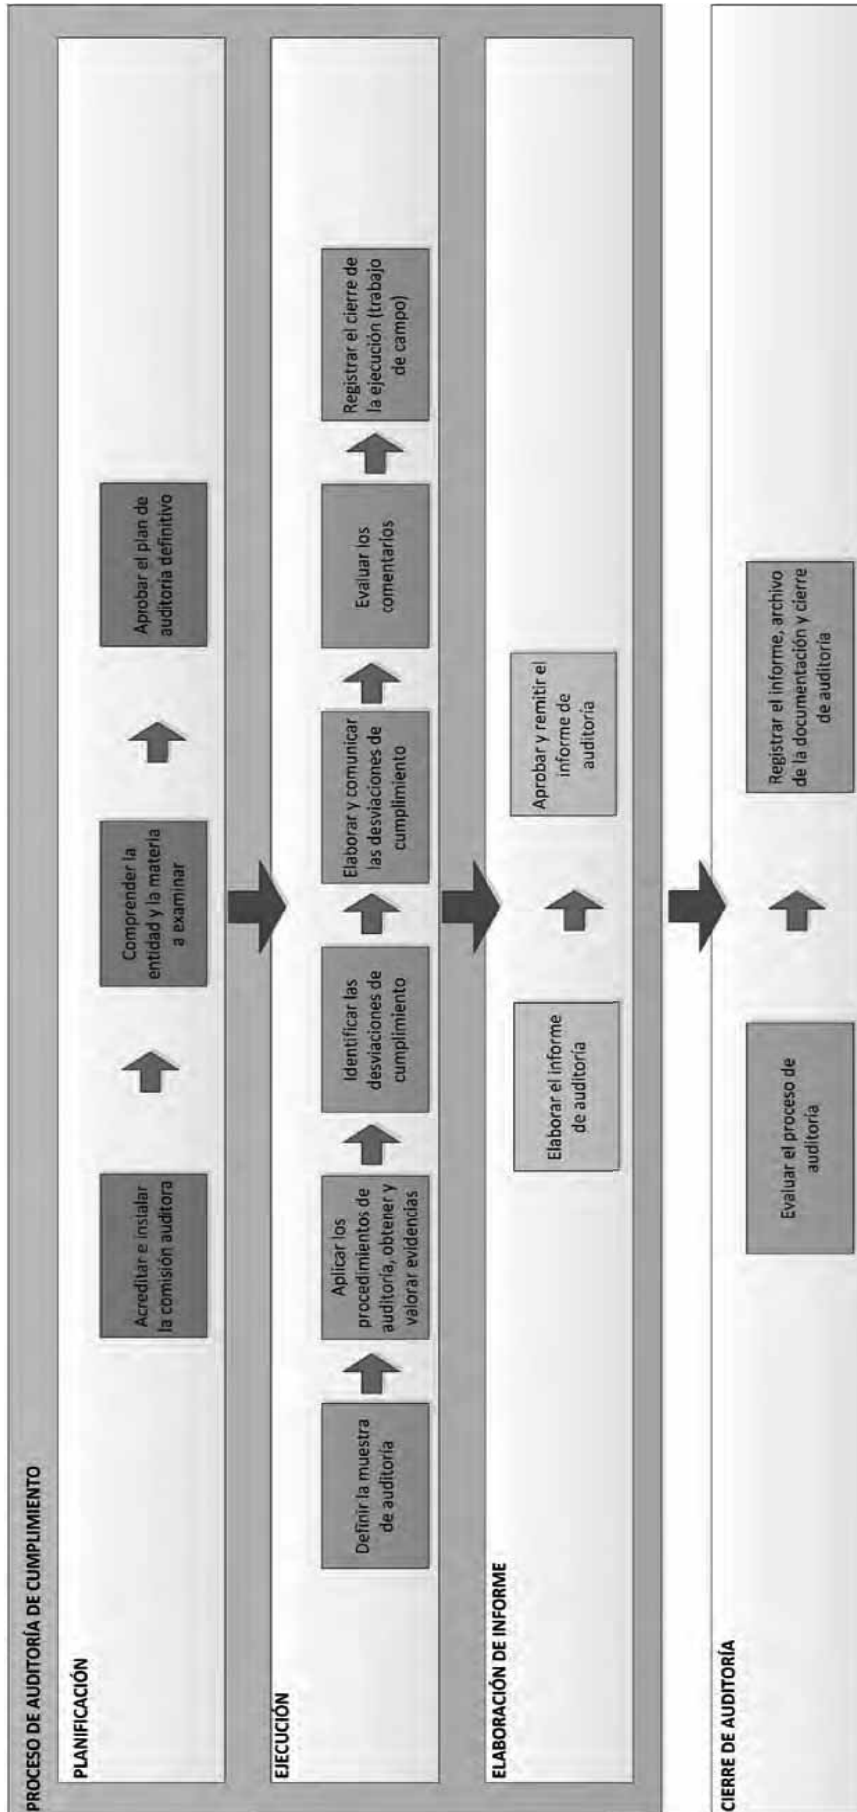 PROCESO DE AUDITORÍA DE CUMPLIMIENTO
PLANIFICACIÓN
Acreditar e instalar
la comisión auditora
Comprender la
entidad y la materia
a examinar
Aprobar el plan de
auditoría definitivo
EJECUCIÓN
Definir la muestra
de auditoría
Aplicar los
procedimientos de
auditoría, obtener y
valorar evidencias
Identificar las
desviaciones de
cumplimiento
Elaborar y comunicar
las desviaciones de
cumplimiento
Evaluar los
comentarios
Registrar el cierre de
la ejecución (trabajo
de campo)
ELABORACIÓN DE INFORME
Elaborar el informe
de auditoría
Aprobar y remitir el
informe de
auditoría
CIERRE DE AUDITORÍA
Evaluar el proceso de
auditoría
Registrar el informe, archivo
de la documentación y cierre
de auditoría